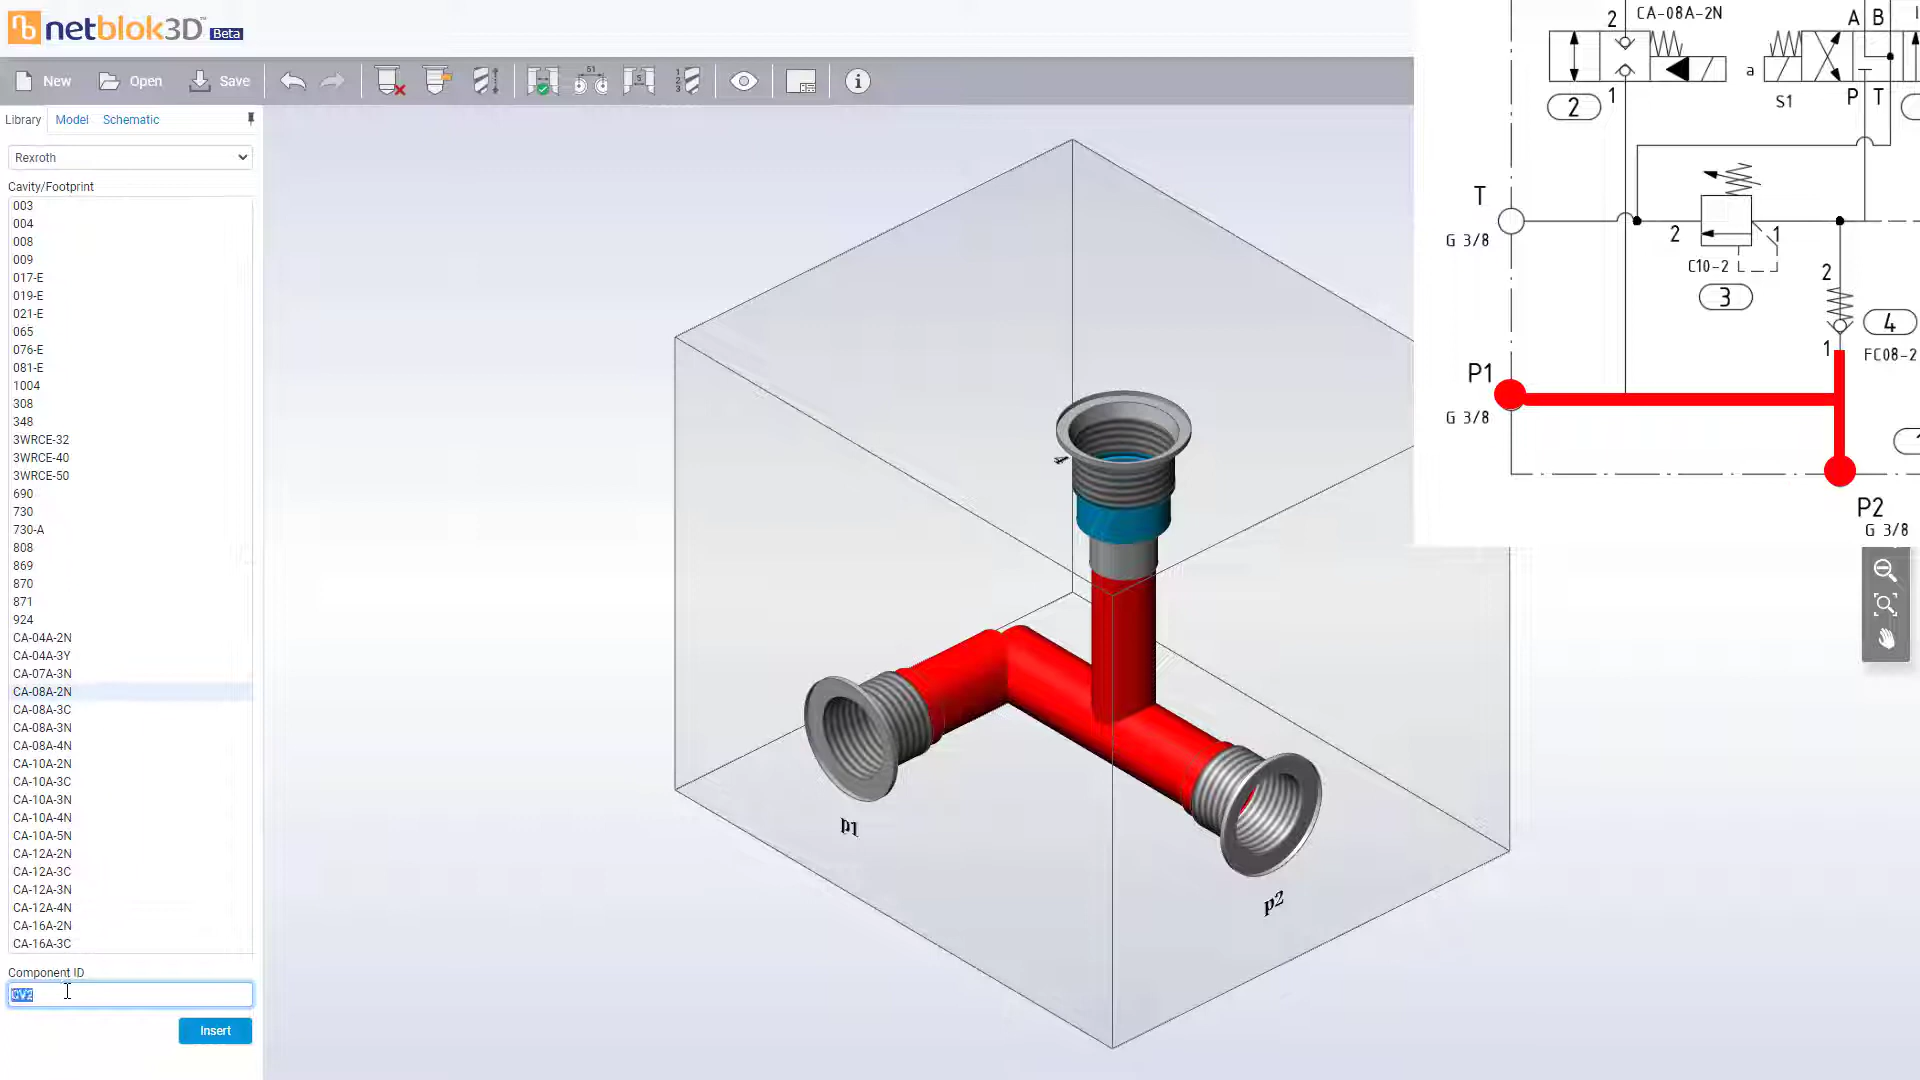 netblok3D™ Beta
New Open Save
S1
S
1 2 3
Library Model Schematic
Rexroth
Cavity/Footprint
003
004
008
009
017-E
019-E
021-E
065
076-E
081-E
1004
308
348
3WRCE-32
3WRCE-40
3WRCE-50
690
730
730-A
808
869
870
871
924
CA-04A-2N
CA-04A-3Y
CA-07A-3N
CA-08A-2N
CA-08A-3C
CA-08A-3N
CA-08A-4N
CA-10A-2N
CA-10A-3C
CA-10A-3N
CA-10A-4N
CA-10A-5N
CA-12A-2N
CA-12A-3C
CA-12A-3N
CA-12A-4N
CA-16A-2N
CA-16A-3C
Component ID
CV2
Insert
p1
p2
2 CA-08A-2N A B
a
2 1 S1 P T
T
G 3/8
2 1
C10-2
3
2
4
1 FC08-2
P1
G 3/8
P2
G 3/8